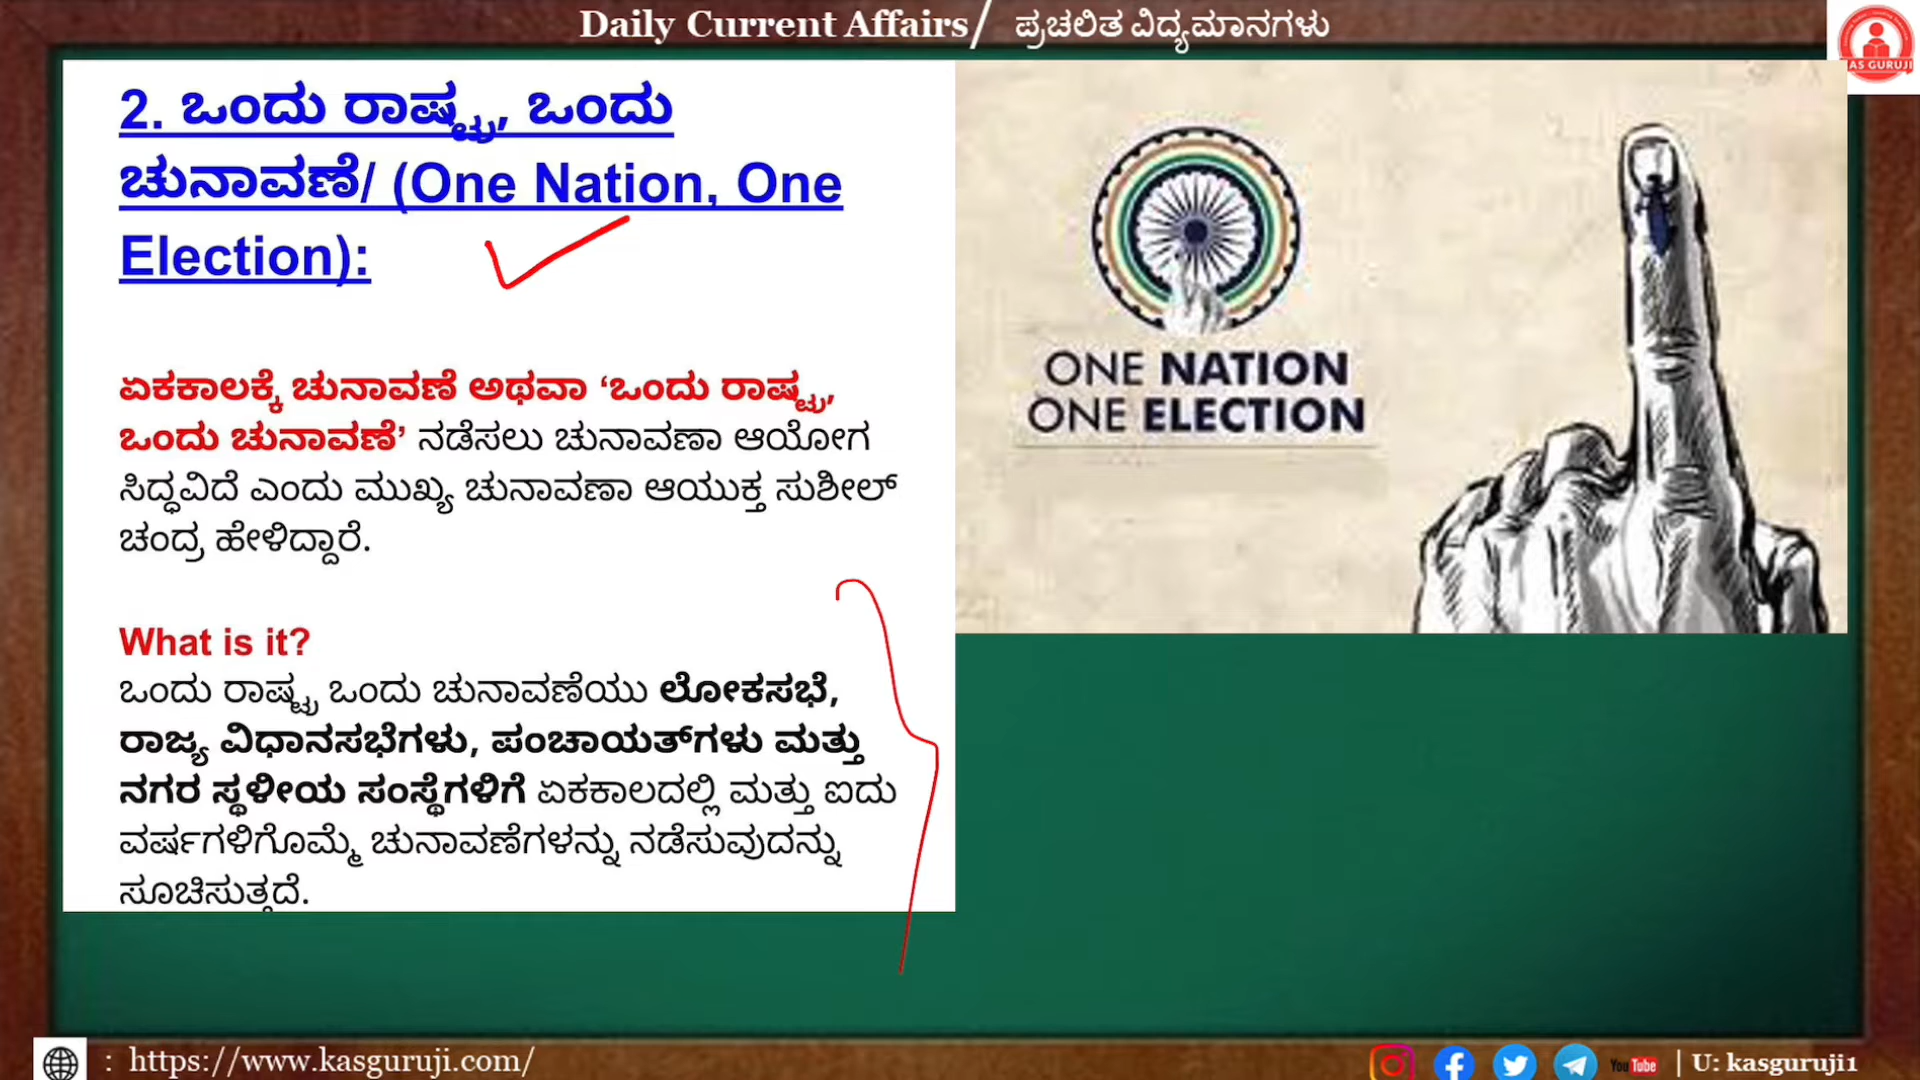 Daily Current Affairs/ ಪ್ರಚಲಿತ ವಿದ್ಯಮಾನಗಳು
AS GURUJI
2. ಒಂದು ರಾಷ್ಟ್ರ, ಒಂದು
ಚುನಾವಣೆ/ (One Nation, One
Election):
ಏಕಕಾಲಕ್ಕೆ ಚುನಾವಣೆ ಅಥವಾ ‘ಒಂದು ರಾಷ್ಟ್ರ,
ಒಂದು ಚುನಾವಣೆ’ ನಡೆಸಲು ಚುನಾವಣಾ ಆಯೋಗ
ಸಿದ್ಧವಿದೆ ಎಂದು ಮುಖ್ಯ ಚುನಾವಣಾ ಆಯುಕ್ತ ಸುಶೀಲ್
ಚಂದ್ರ ಹೇಳಿದ್ದಾರೆ.
What is it?
ಒಂದು ರಾಷ್ಟ್ರ ಒಂದು ಚುನಾವಣೆಯು ಲೋಕಸಭೆ,
ರಾಜ್ಯ ವಿಧಾನಸಭೆಗಳು, ಪಂಚಾಯತ್‌ಗಳು ಮತ್ತು
ನಗರ ಸ್ಥಳೀಯ ಸಂಸ್ಥೆಗಳಿಗೆ ಏಕಕಾಲದಲ್ಲಿ ಮತ್ತು ಐದು
ವರ್ಷಗಳಿಗೊಮ್ಮೆ ಚುನಾವಣೆಗಳನ್ನು ನಡೆಸುವುದನ್ನು
ಸೂಚಿಸುತ್ತದೆ.
ONE NATION
ONE ELECTION
: https://www.kasguruji.com/
YouTube | U: kasguruji1